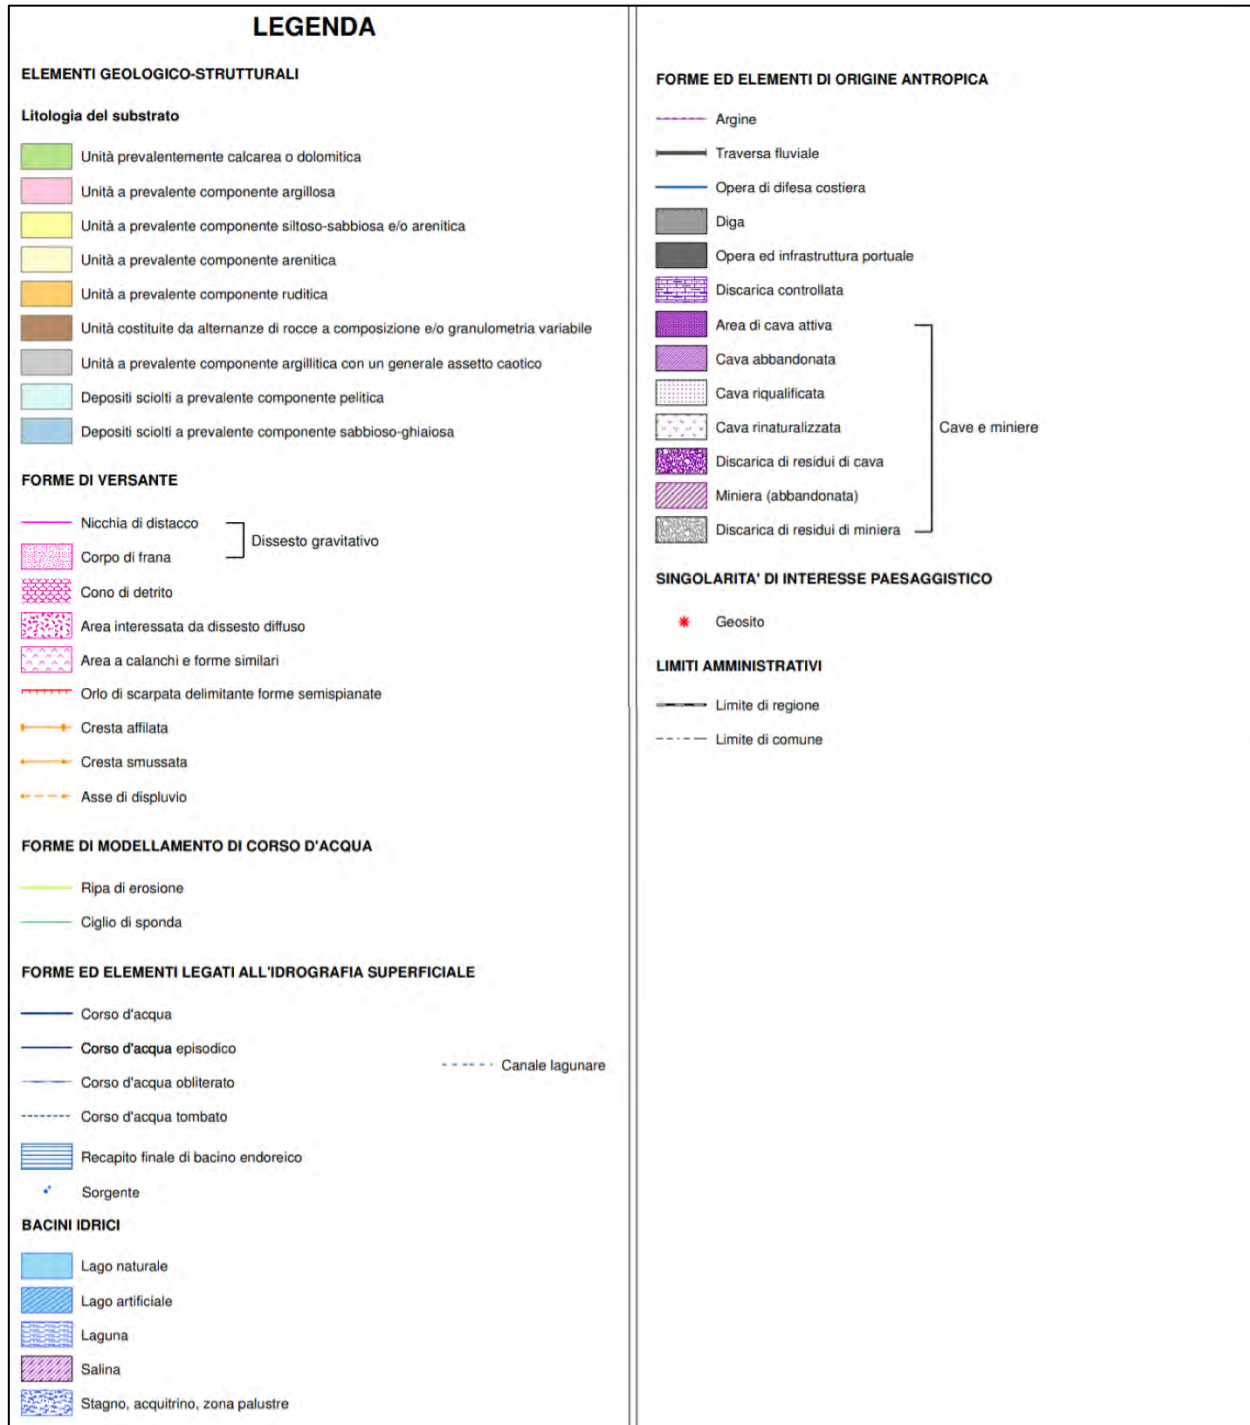 LEGENDA
ELEMENTI GEOLOGICO-STRUTTURALI
Litologia del substrato
Unità prevalentemente calcarea o dolomitica
Unità a prevalente componente argillosa
Unità a prevalente componente siltoso-sabbiosa e/o arenitica
Unità a prevalente componente arenitica
Unità a prevalente componente ruditica
Unità costituite da alternanze di rocce a composizione e/o granulometria variabile
Unità a prevalente componente argillitica con un generale assetto caotico
Depositi sciolti a prevalente componente pelitica
Depositi sciolti a prevalente componente sabbioso-ghiaiosa
FORME DI VERSANTE
Nicchia di distacco
Corpo di frana
Dissesto gravitativo
Cono di detrito
Area interessata da dissesto diffuso
Area a calanchi e forme similari
Orlo di scarpata delimitante forme semispianate
Cresta affilata
Cresta smussata
Asse di displuvio
FORME DI MODELLAMENTO DI CORSO D'ACQUA
Ripa di erosione
Ciglio di sponda
FORME ED ELEMENTI LEGATI ALL'IDROGRAFIA SUPERFICIALE
Corso d'acqua
Corso d'acqua episodico
Corso d'acqua obliterato
Corso d'acqua tombato
Canale lagunare
Recapito finale di bacino endoreico
Sorgente
BACINI IDRICI
Lago naturale
Lago artificiale
Laguna
Salina
Stagno, acquitrino, zona palustre
FORME ED ELEMENTI DI ORIGINE ANTROPICA
Argine
Traversa fluviale
Opera di difesa costiera
Diga
Opera ed infrastruttura portuale
Discarica controllata
Area di cava attiva
Cava abbandonata
Cava riqualificata
Cava rinaturalizzata
Discarica di residui di cava
Miniera (abbandonata)
Discarica di residui di miniera
Cave e miniere
SINGOLARITA' DI INTERESSE PAESAGGISTICO
Geosito
LIMITI AMMINISTRATIVI
Limite di regione
Limite di comune